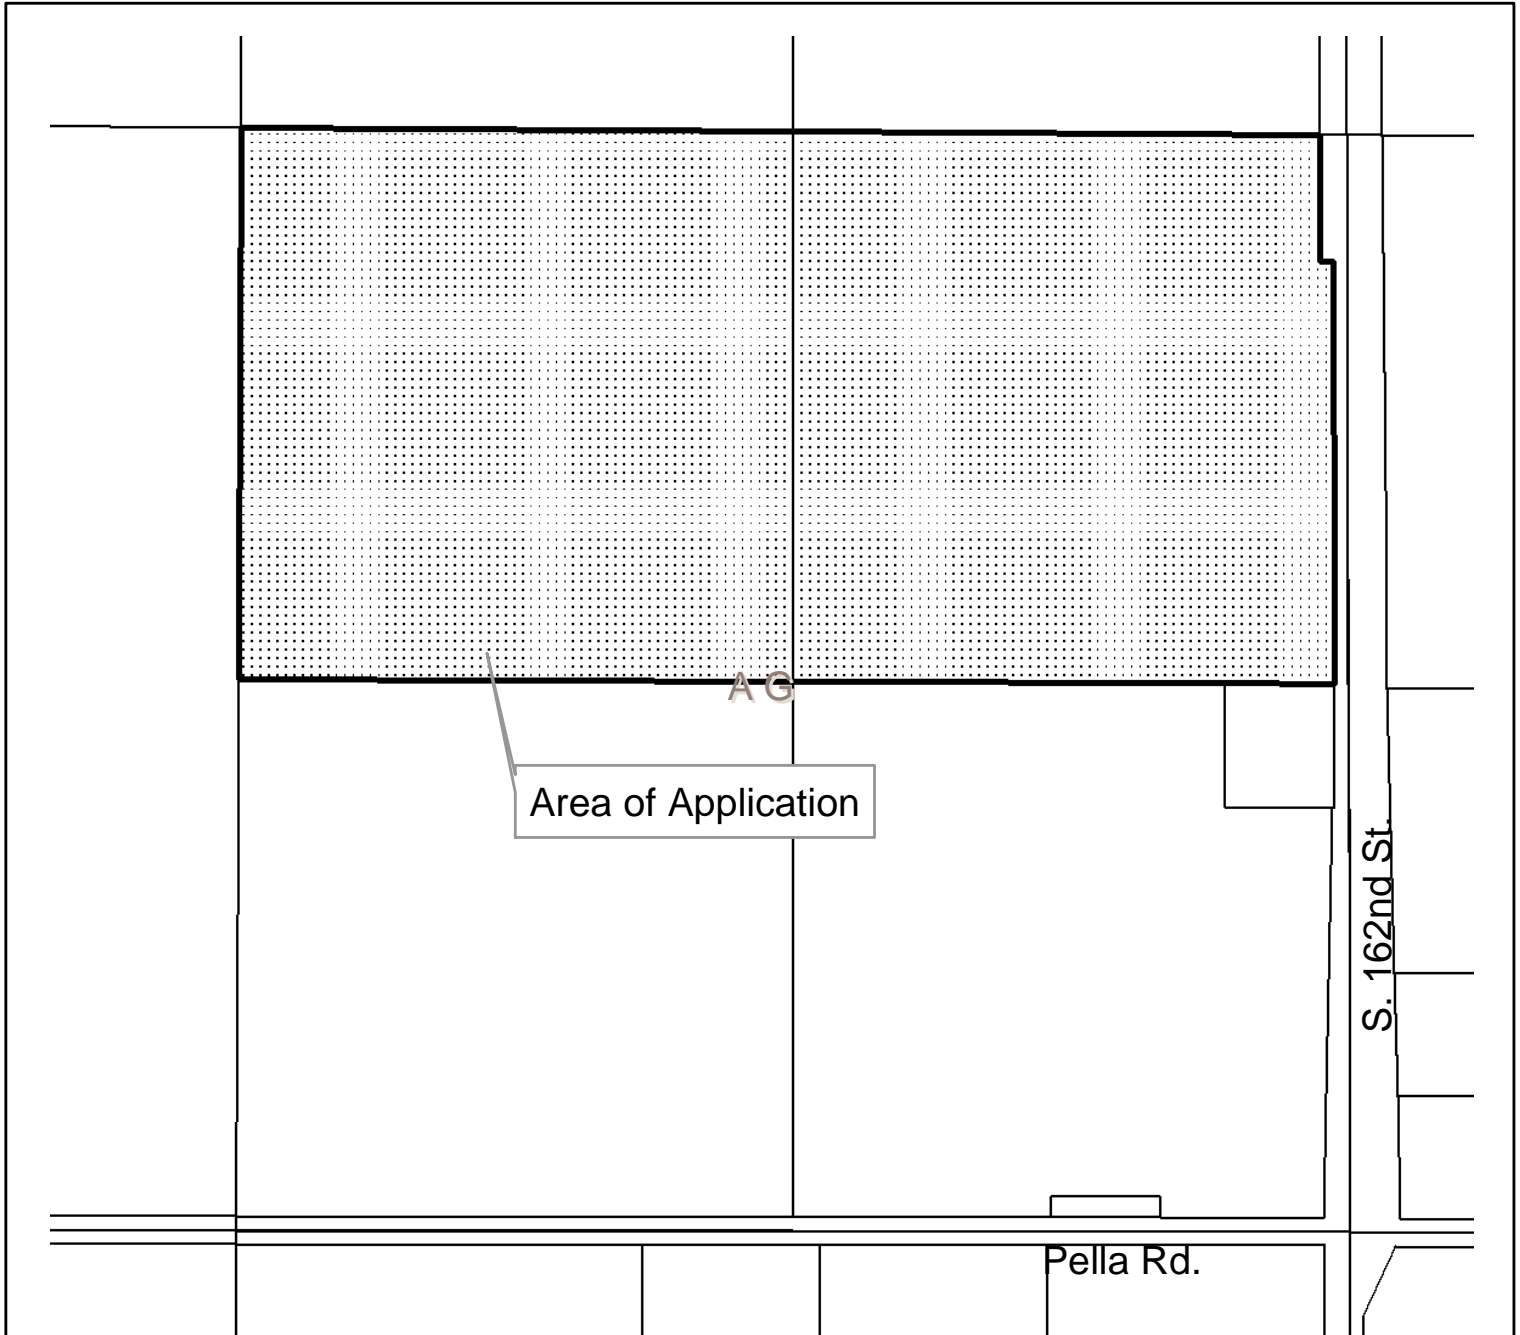 A G
Area of Application
S. 162nd St.
Pella Rd.